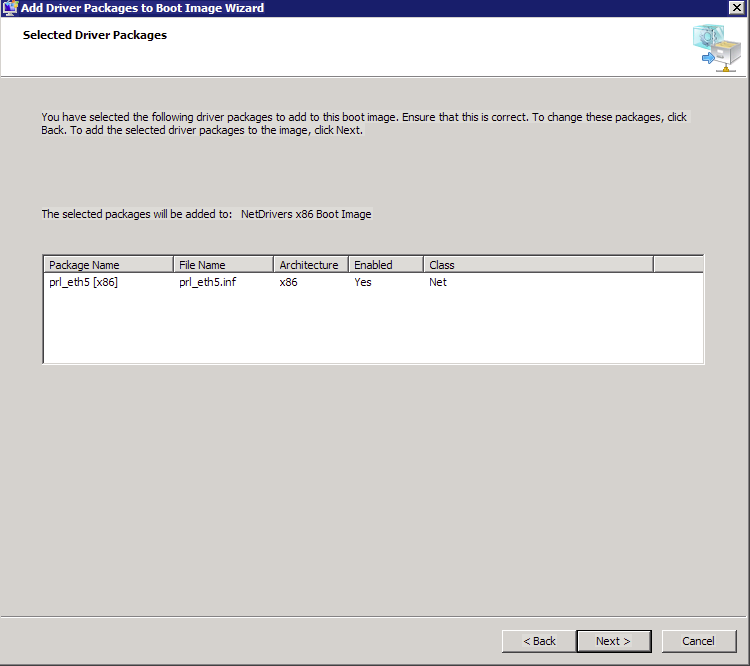 Add Driver Packages to Boot Image Wizard
Selected Driver Packages
You have selected the following driver packages to add to this boot image. Ensure that this is correct. To change these packages, click
Back. To add the selected driver packages to the image, click Next.
The selected packages will be added to: NetDrivers x86 Boot Image
Package Name File Name Architecture Enabled Class
prl_eth5 [x86] prl_eth5.inf x86 Yes Net
< Back Next > Cancel